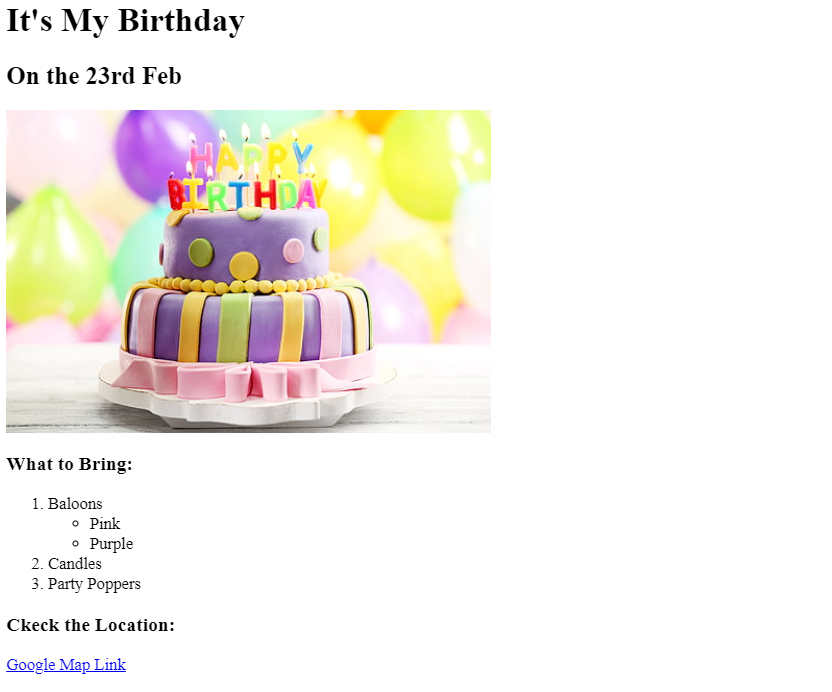 It's My Birthday
On the 23rd Feb
HAPPY
BIRTHDAY
What to Bring:
1. Baloons
Pink
Purple
2. Candles
3. Party Poppers
Ckeck the Location:
Google Map Link